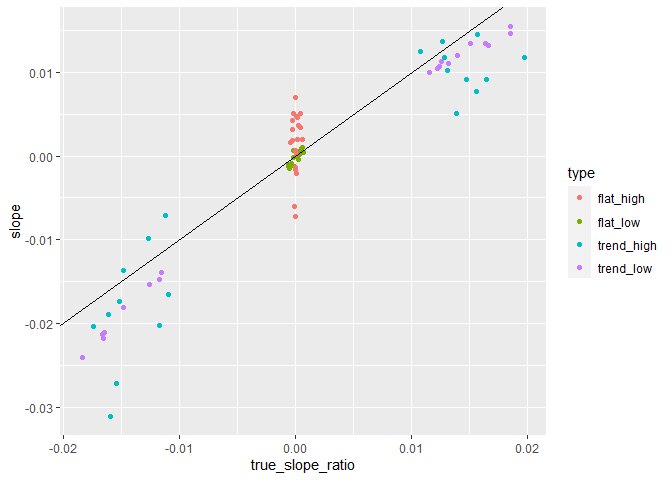 0.01
0.00
-0.01
-0.02
-0.03
slope
-0.02
-0.01
0.00
0.01
0.02
true_slope_ratio
type
flat_high
flat_low
trend_high
trend_low